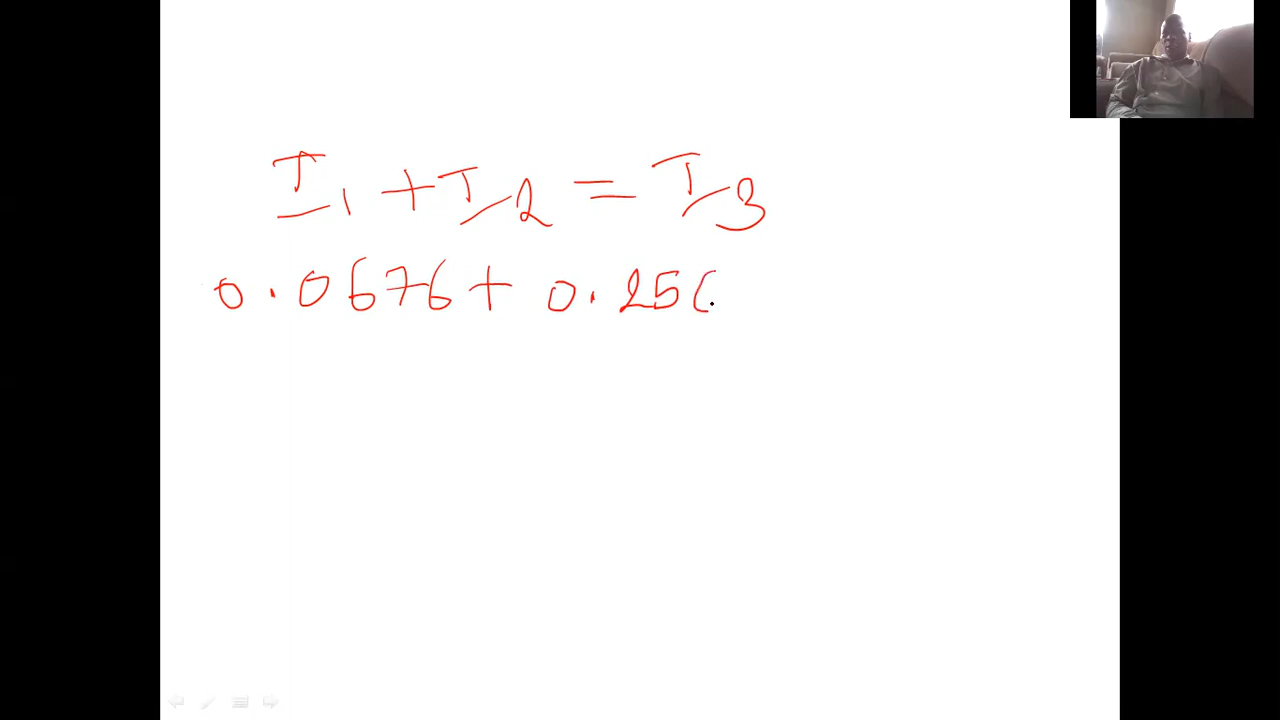 I1 + I2 = I3
0.0676 + 0.25